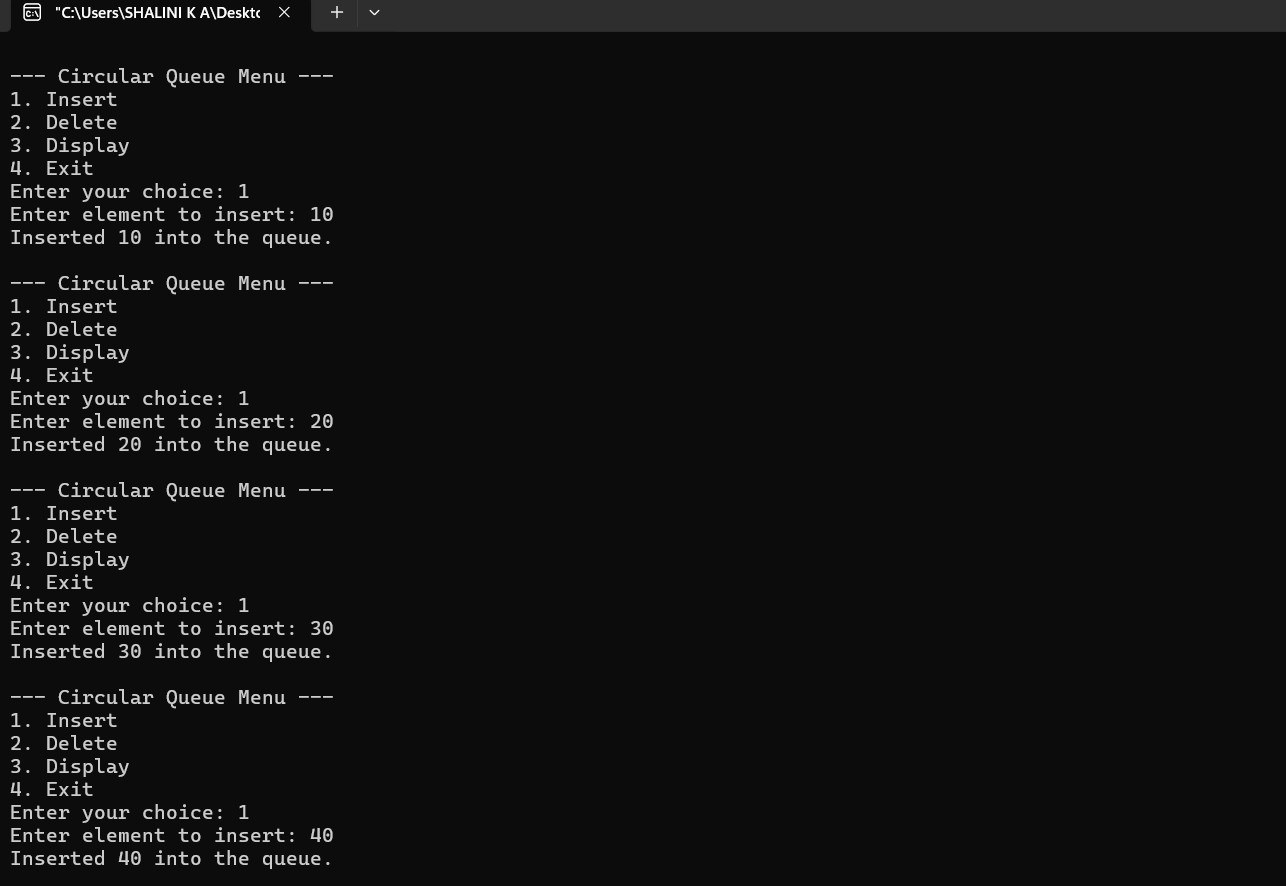 "C:\Users\SHALINI K A\Desktc
--- Circular Queue Menu ---
1. Insert
2. Delete
3. Display
4. Exit
Enter your choice: 1
Enter element to insert: 10
Inserted 10 into the queue.
--- Circular Queue Menu ---
1. Insert
2. Delete
3. Display
4. Exit
Enter your choice: 1
Enter element to insert: 20
Inserted 20 into the queue.
--- Circular Queue Menu ---
1. Insert
2. Delete
3. Display
4. Exit
Enter your choice: 1
Enter element to insert: 30
Inserted 30 into the queue.
--- Circular Queue Menu ---
1. Insert
2. Delete
3. Display
4. Exit
Enter your choice: 1
Enter element to insert: 40
Inserted 40 into the queue.